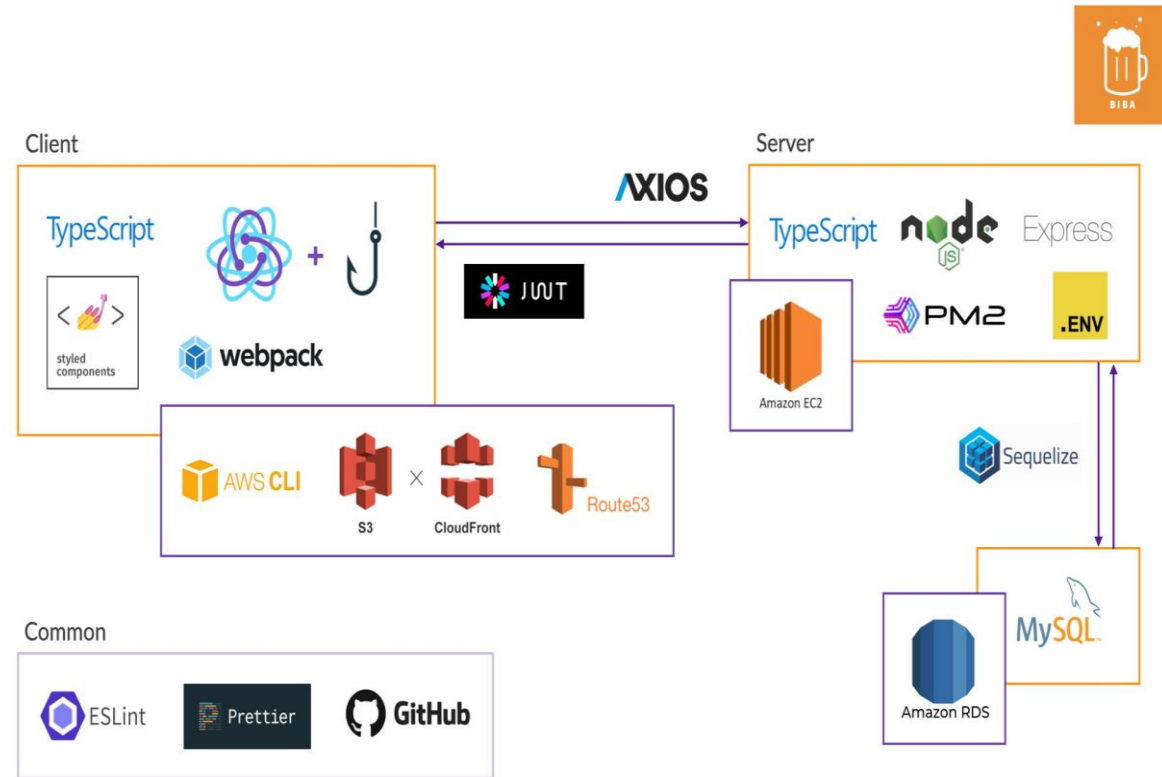 BIBA
Client
Server
AXIOS
TypeScript
+
TypeScript
node
JS
Express
JWT
< >
styled
components
webpack
PM2
.ENV
Amazon EC2
Sequelize
AWS CLI
×
Route53
S3
CloudFront
MySQL
Common
Amazon RDS
ESLint
Prettier
GitHub